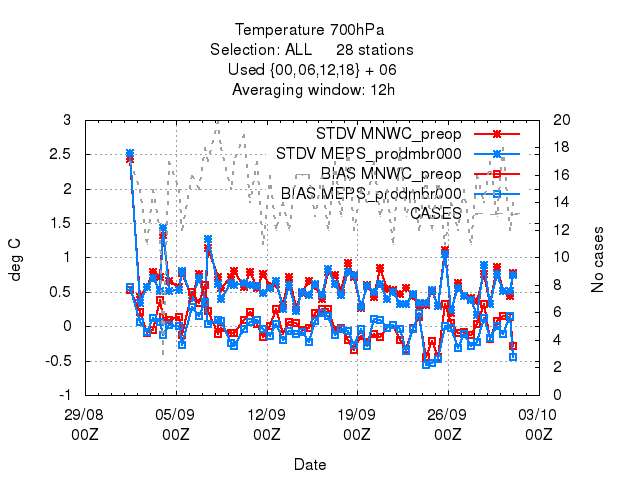 Temperature 700hPa
Selection: ALL 28 stations
Used {00,06,12,18} + 06
Averaging window: 12h
STDV MNWC_preop
STDV MEPS_prodmbr000
BIAS MNWC_preop
BIAS MEPS_prodmbr000
CASES
3
2.5
2
1.5
1
0.5
0
-0.5
-1
deg C
20
18
16
14
12
10
8
6
4
2
0
No cases
29/08 05/09 12/09 19/09 26/09 03/10
00Z 00Z 00Z 00Z 00Z 00Z
Date